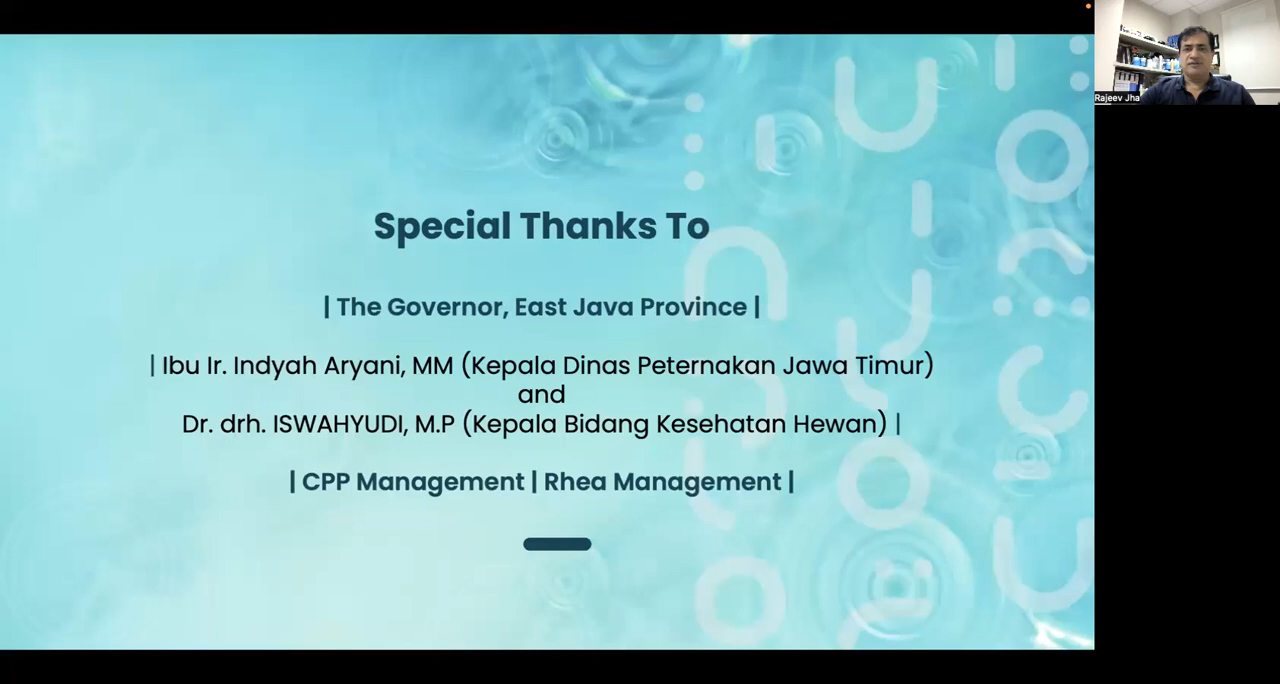 Special Thanks To
| The Governor, East Java Province |
| Ibu Ir. Indyah Aryani, MM (Kepala Dinas Peternakan Jawa Timur)
and
Dr. drh. ISWAHYUDI, M.P (Kepala Bidang Kesehatan Hewan) |
| CPP Management | Rhea Management |
Rajeev Jha